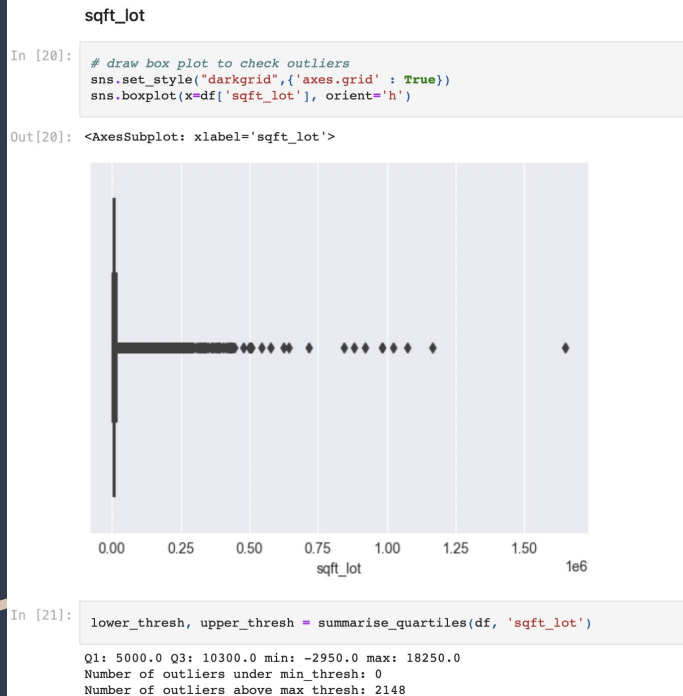 sqft_lot
In [20]:
# draw box plot to check outliers
sns.set_style("darkgrid",{'axes.grid' : True})
sns.boxplot(x=df['sqft_lot'], orient='h')
Out[20]: <AxesSubplot: xlabel='sqft_lot'>
0.00 0.25 0.50 0.75 1.00 1.25 1.50
sqft_lot
1e6
In [21]:
lower_thresh, upper_thresh = summarise_quartiles(df, 'sqft_lot')
Q1: 5000.0 Q3: 10300.0 min: -2950.0 max: 18250.0
Number of outliers under min_thresh: 0
Number of outliers above max thresh: 2148